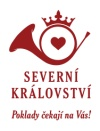 SEVERNÍ
KRÁLOVSTVÍ
Poklady čekají na Vás!